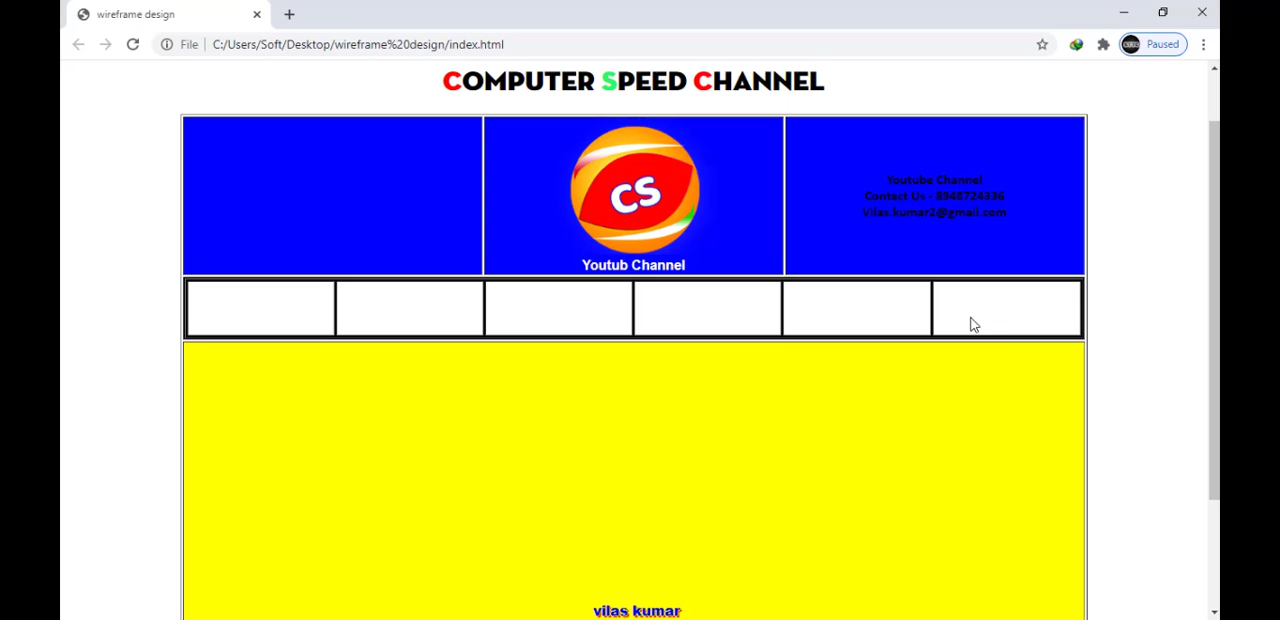 wireframe design
File
C:/Users/Soft/Desktop/wireframe%20design/index.html
Paused
COMPUTER SPEED CHANNEL
CS
Youtub Channel
Youtube Channel
Contact Us - 8948724336
Vilas.kumar2@gmail.com
vilas kumar